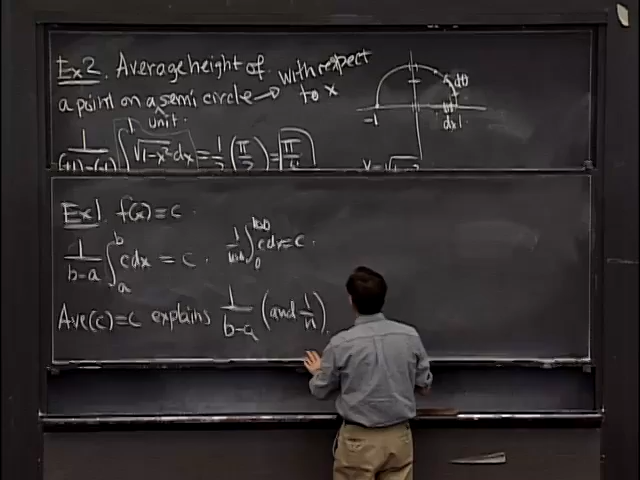 Ex2. Average height of
a point on a semi circle → with respect to x
unit
1/(+1)-(-1) ∫ √1-x² dx = 1/2 (π/2) = π/4
-1 1
dθ
dx
Ex1. f(x) = c.
1/b-a ∫ₐᵇ c dx = c. 1/100 ∫₀¹⁰⁰ c dx = c.
Ave(c) = c explains 1/b-a (and 1/n).